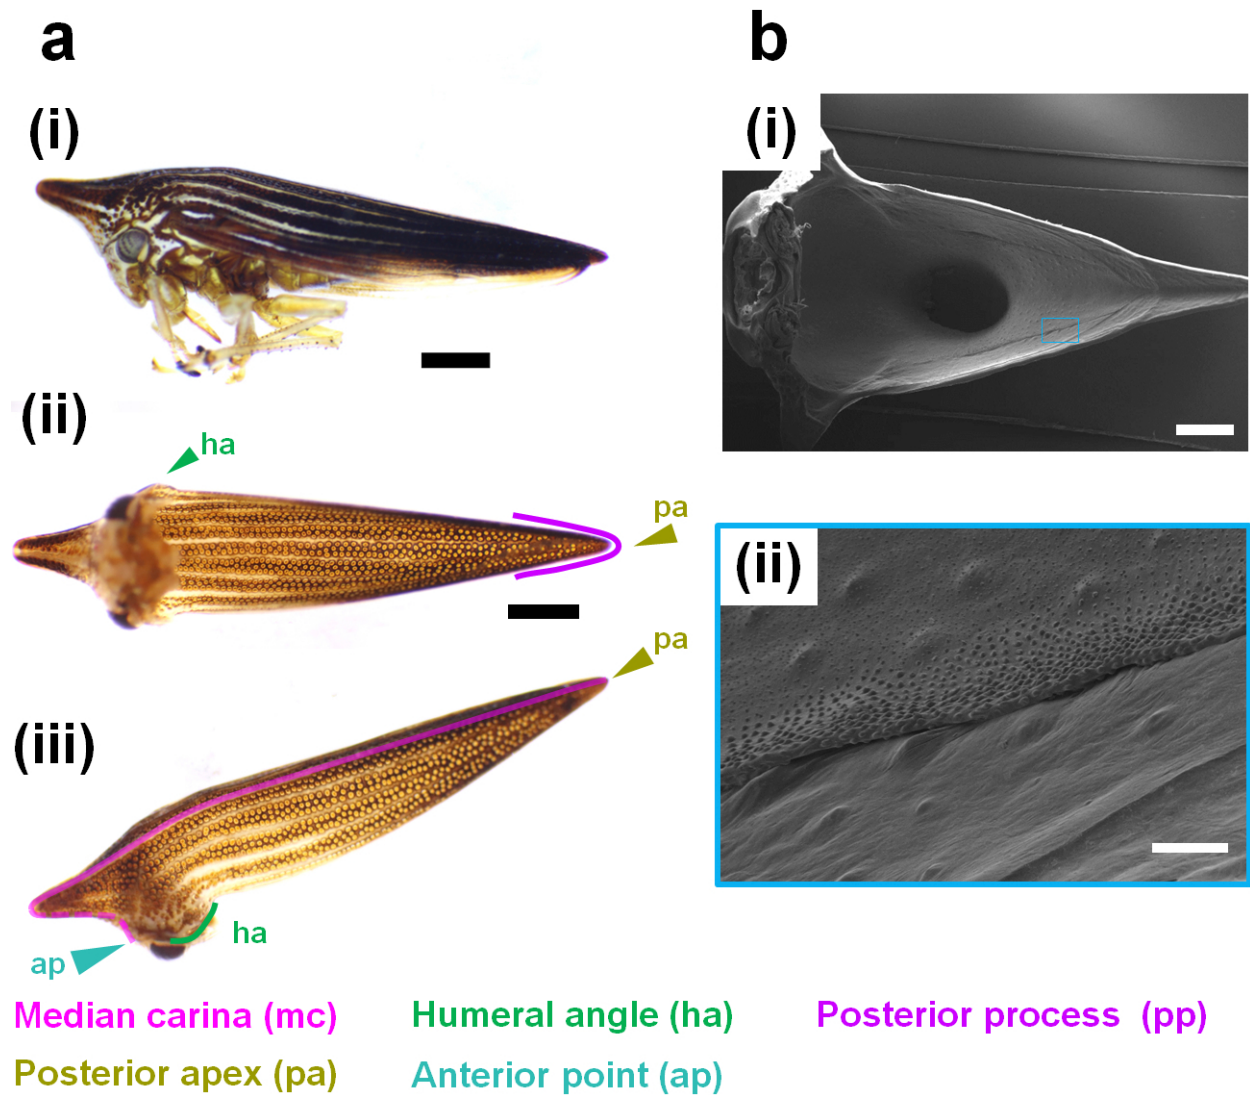 a
b
(i)
(i)
(ii)
ha
pa
(ii)
pa
(iii)
ha
ap
Median carina (mc)
Humeral angle (ha)
Posterior process (pp)
Posterior apex (pa)
Anterior point (ap)